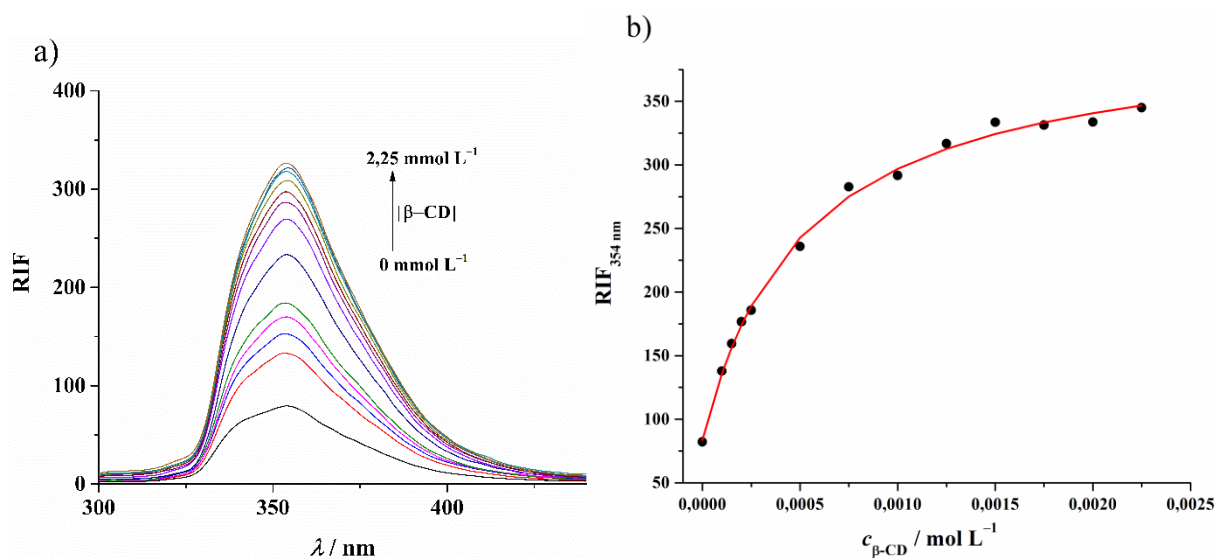 a)
RIF
400
300
200
100
0
300
350
400
λ / nm
2,25 mmol L⁻¹
|β–CD|
0 mmol L⁻¹
b)
RIF354 nm
350
300
250
200
150
100
50
0,0000
0,0005
0,0010
0,0015
0,0020
0,0025
cβ-CD / mol L⁻¹